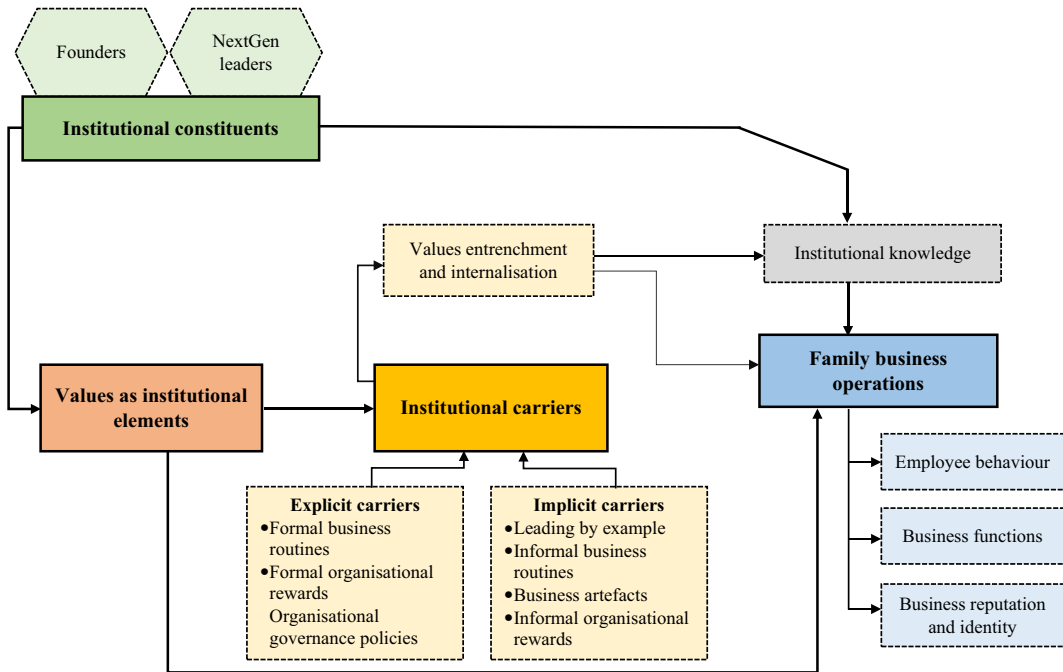 Founders
NextGen
leaders
Institutional constituents
Values entrenchment
and internalisation
Institutional knowledge
Family business
operations
Values as institutional
elements
Institutional carriers
Employee behaviour
Explicit carriers
•Formal business
routines
•Formal organisational
rewards
Organisational
governance policies
Implicit carriers
•Leading by example
•Informal business
routines
•Business artefacts
•Informal organisational
rewards
Business functions
Business reputation
and identity